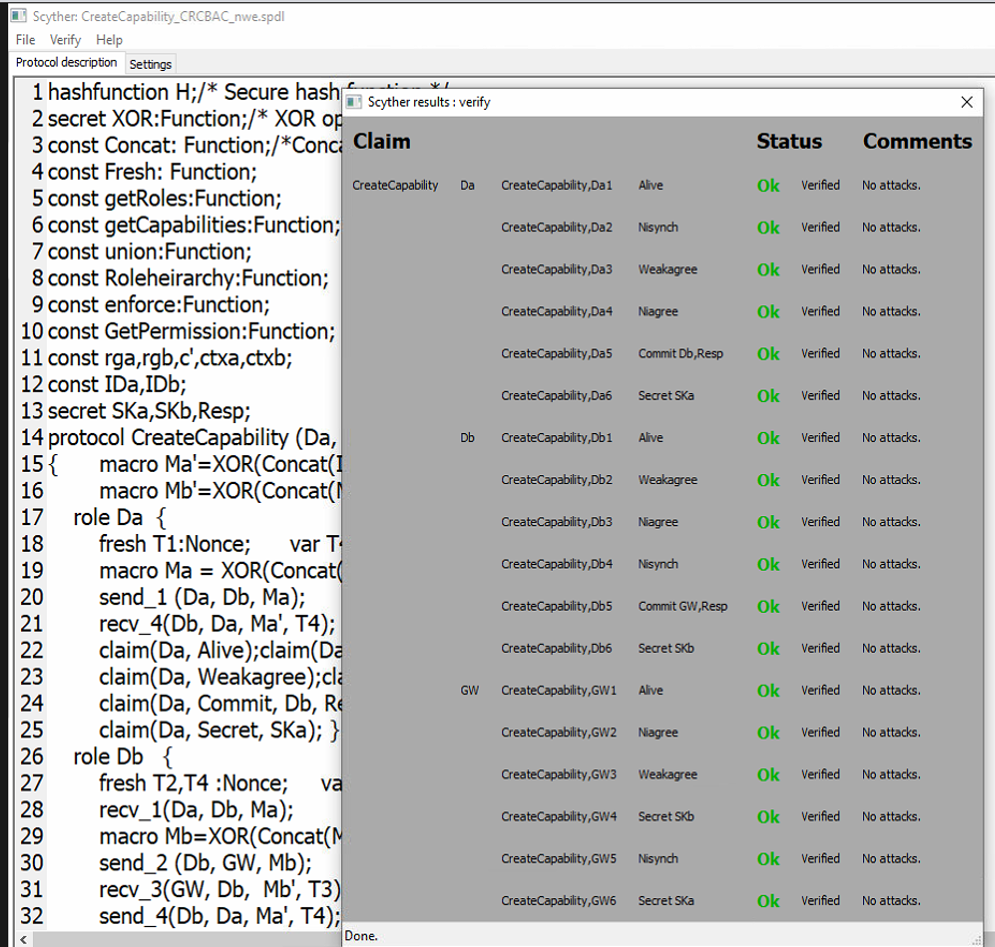 Scyther: CreateCapability_CRCBAC_nwe.spdl
File Verify Help
Protocol description Settings
1 hashfunction H;/* Secure hash function */
2 secret XOR:Function;/* XOR op
3 const Concat: Function;/*Conca
4 const Fresh: Function;
5 const getRoles:Function;
6 const getCapabilities:Function;
7 const union:Function;
8 const Roleheirarchy:Function;
9 const enforce:Function;
10 const GetPermission:Function;
11 const rga,rgb,c',ctxa,ctxb;
12 const IDa,IDb;
13 secret SKa,SKb,Resp;
14 protocol CreateCapability (Da,
15 { macro Ma'=XOR(Concat(I
16 macro Mb'=XOR(Concat(M
17 role Da {
18 fresh T1:Nonce; var T4
19 macro Ma = XOR(Concat(
20 send_1 (Da, Db, Ma);
21 recv_4(Db, Da, Ma', T4);
22 claim(Da, Alive);claim(Da
23 claim(Da, Weakagree);cla
24 claim(Da, Commit, Db, Re
25 claim(Da, Secret, SKa); }
26 role Db {
27 fresh T2,T4 :Nonce; va
28 recv_1(Da, Db, Ma);
29 macro Mb=XOR(Concat(M
30 send_2 (Db, GW, Mb);
31 recv_3(GW, Db, Mb', T3)
32 send_4(Db, Da, Ma', T4);
Scyther results : verify
Claim Status Comments
CreateCapability Da CreateCapability,Da1 Alive Ok Verified No attacks.
CreateCapability,Da2 Nisynch Ok Verified No attacks.
CreateCapability,Da3 Weakagree Ok Verified No attacks.
CreateCapability,Da4 Niagree Ok Verified No attacks.
CreateCapability,Da5 Commit Db,Resp Ok Verified No attacks.
CreateCapability,Da6 Secret SKa Ok Verified No attacks.
Db CreateCapability,Db1 Alive Ok Verified No attacks.
CreateCapability,Db2 Weakagree Ok Verified No attacks.
CreateCapability,Db3 Niagree Ok Verified No attacks.
CreateCapability,Db4 Nisynch Ok Verified No attacks.
CreateCapability,Db5 Commit GW,Resp Ok Verified No attacks.
CreateCapability,Db6 Secret SKb Ok Verified No attacks.
GW CreateCapability,GW1 Alive Ok Verified No attacks.
CreateCapability,GW2 Niagree Ok Verified No attacks.
CreateCapability,GW3 Weakagree Ok Verified No attacks.
CreateCapability,GW4 Secret SKb Ok Verified No attacks.
CreateCapability,GW5 Nisynch Ok Verified No attacks.
CreateCapability,GW6 Secret SKa Ok Verified No attacks.
Done.